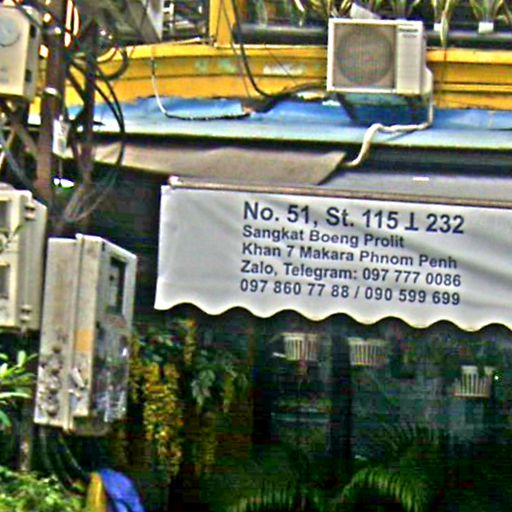 No. 51, St. 115 ⊥ 232
Sangkat Boeng Prolit
Khan 7 Makara Phnom Penh
Zalo, Telegram: 097 777 0086
097 860 77 88 / 090 599 699